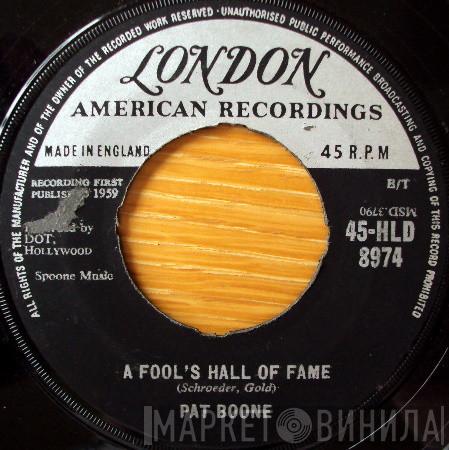 ALL RIGHTS OF THE MANUFACTURER AND OF THE OWNER OF THE RECORDED WORK RESERVED · UNAUTHORISED PUBLIC PERFORMANCE BROADCASTING AND COPYING OF THIS RECORD PROHIBITED
LONDON
AMERICAN RECORDINGS
MADE IN ENGLAND
45 R.P.M
RECORDING FIRST
PUBLISHED 1959
by
DOT,
HOLLYWOOD
Spoone Music
B/T
MSD.3790
45-HLD
8974
A FOOL'S HALL OF FAME
(Schroeder, Gold)
PAT BOONE
МАРКЕТ ВИНИЛА